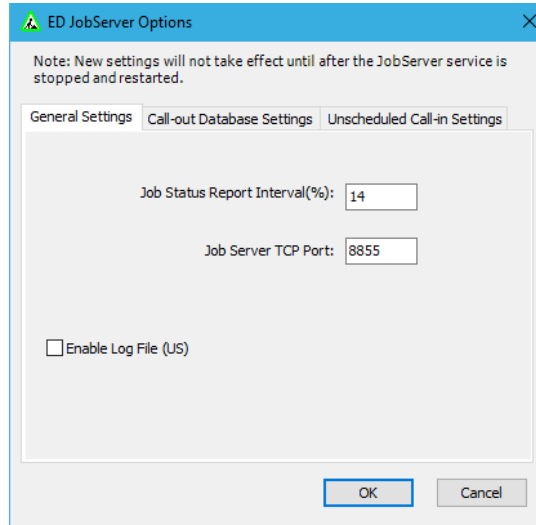 ED JobServer Options
Note: New settings will not take effect until after the JobServer service is
stopped and restarted.
General Settings Call-out Database Settings Unscheduled Call-in Settings
Job Status Report Interval(%): 14
Job Server TCP Port: 8855
Enable Log File (US)
OK Cancel